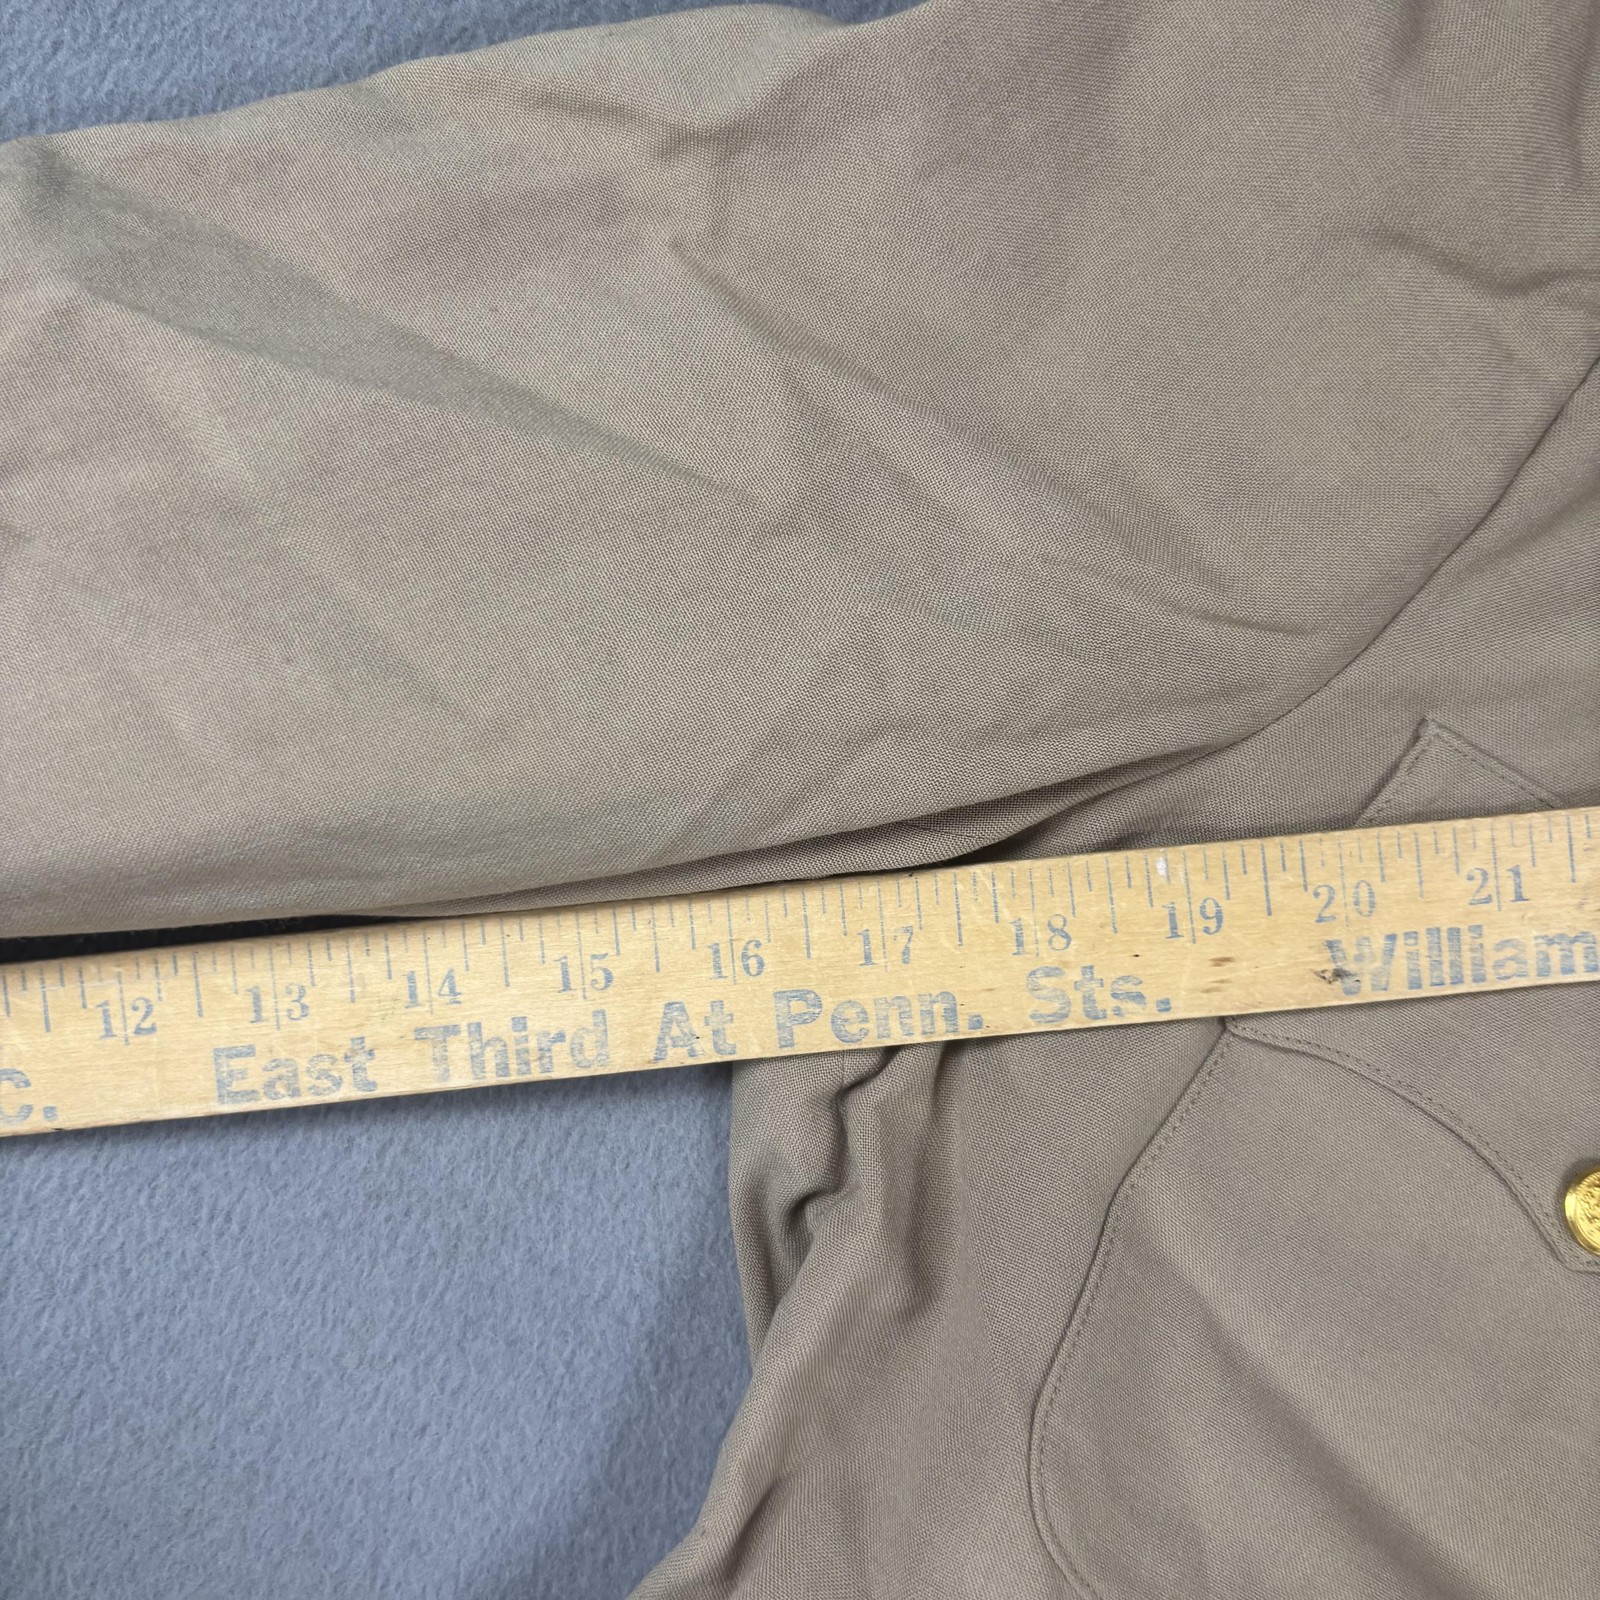 12 13 14 15 16 17 18 19 20 21
c. East Third At Penn. Sts. William